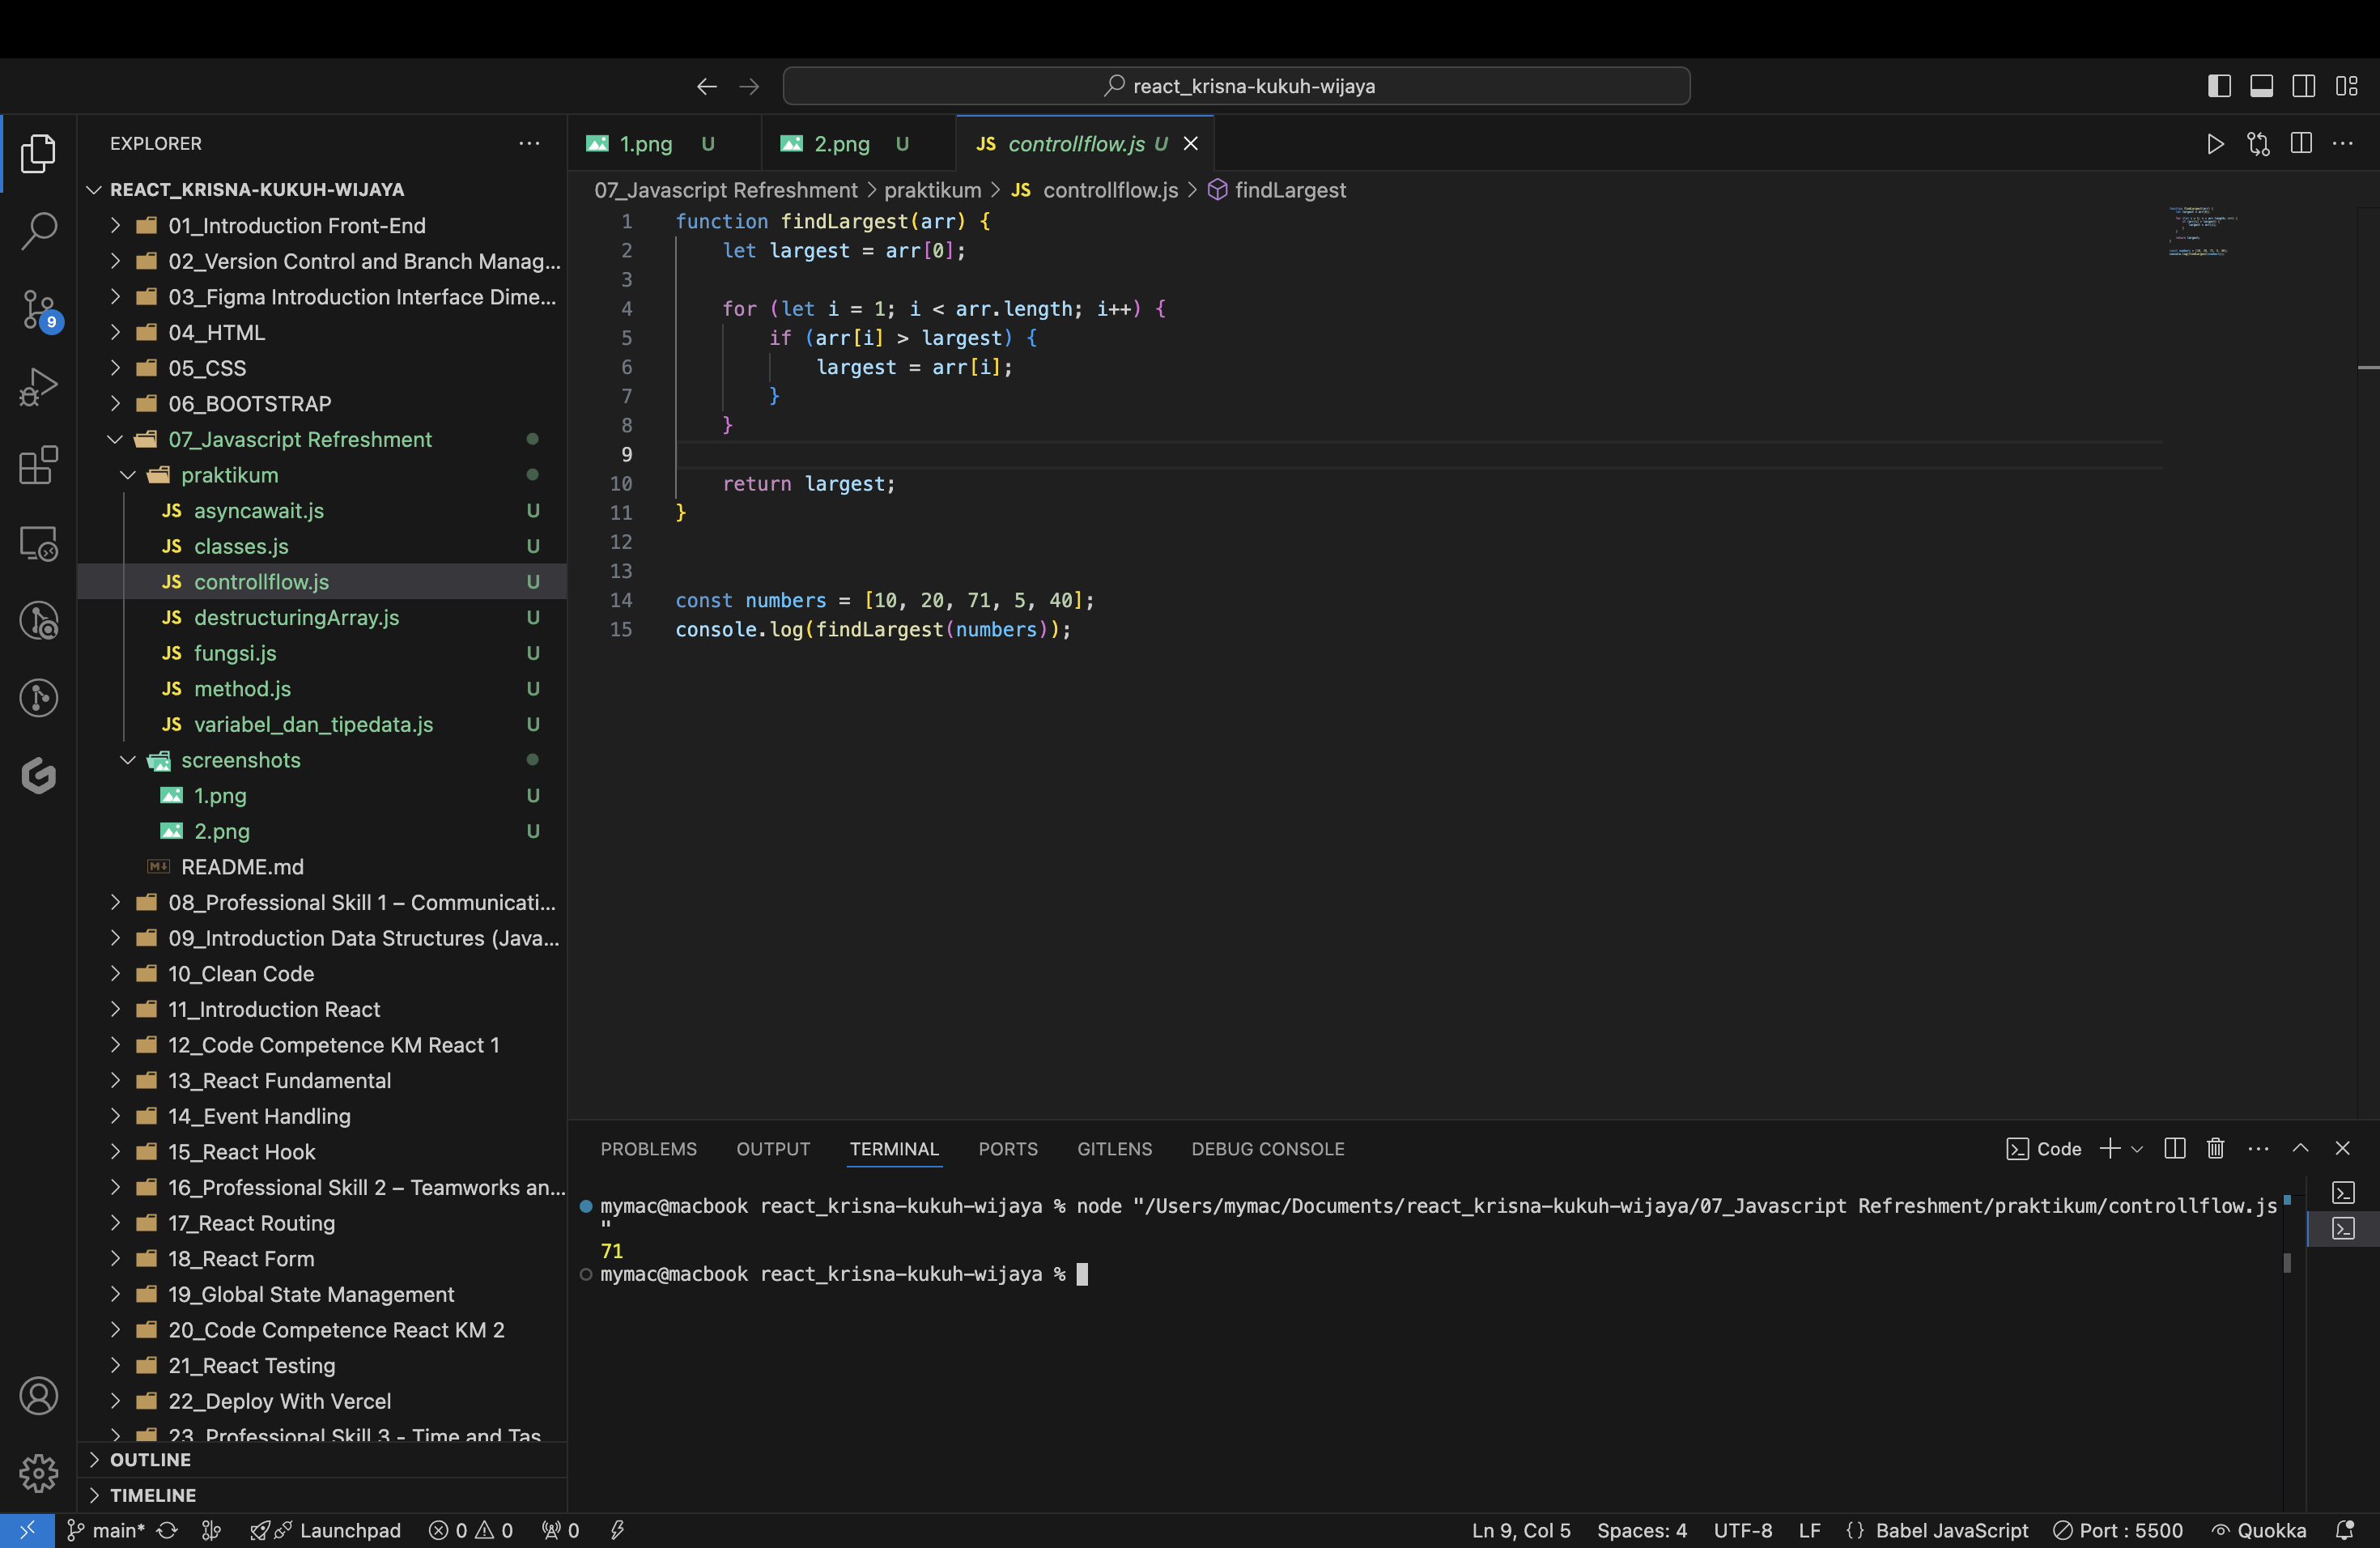 react_krisna-kukuh-wijaya
EXPLORER
1.png U
2.png U
JS controllflow.js U
REACT_KRISNA-KUKUH-WIJAYA
07_Javascript Refreshment > praktikum > JS controllflow.js > findLargest
01_Introduction Front-End
02_Version Control and Branch Manag...
03_Figma Introduction Interface Dime...
04_HTML
05_CSS
06_BOOTSTRAP
07_Javascript Refreshment
praktikum
JS asyncawait.js U
JS classes.js U
JS controllflow.js U
JS destructuringArray.js U
JS fungsi.js U
JS method.js U
JS variabel_dan_tipedata.js U
screenshots
1.png U
2.png U
README.md
08_Professional Skill 1 – Communicati...
09_Introduction Data Structures (Java...
10_Clean Code
11_Introduction React
12_Code Competence KM React 1
13_React Fundamental
14_Event Handling
15_React Hook
16_Professional Skill 2 – Teamworks an...
17_React Routing
18_React Form
19_Global State Management
20_Code Competence React KM 2
21_React Testing
22_Deploy With Vercel
23_Professional Skill 3 - Time and Tas
OUTLINE
TIMELINE
9
1 function findLargest(arr) {
2 let largest = arr[0];
3
4 for (let i = 1; i < arr.length; i++) {
5 if (arr[i] > largest) {
6 largest = arr[i];
7 }
8 }
9
10 return largest;
11 }
12
13
14 const numbers = [10, 20, 71, 5, 40];
15 console.log(findLargest(numbers));
PROBLEMS OUTPUT TERMINAL PORTS GITLENS DEBUG CONSOLE
Code
mymac@macbook react_krisna-kukuh-wijaya % node "/Users/mymac/Documents/react_krisna-kukuh-wijaya/07_Javascript Refreshment/praktikum/controllflow.js
"
71
mymac@macbook react_krisna-kukuh-wijaya %
main* Launchpad 0 0 0 Ln 9, Col 5 Spaces: 4 UTF-8 LF {} Babel JavaScript Port : 5500 Quokka